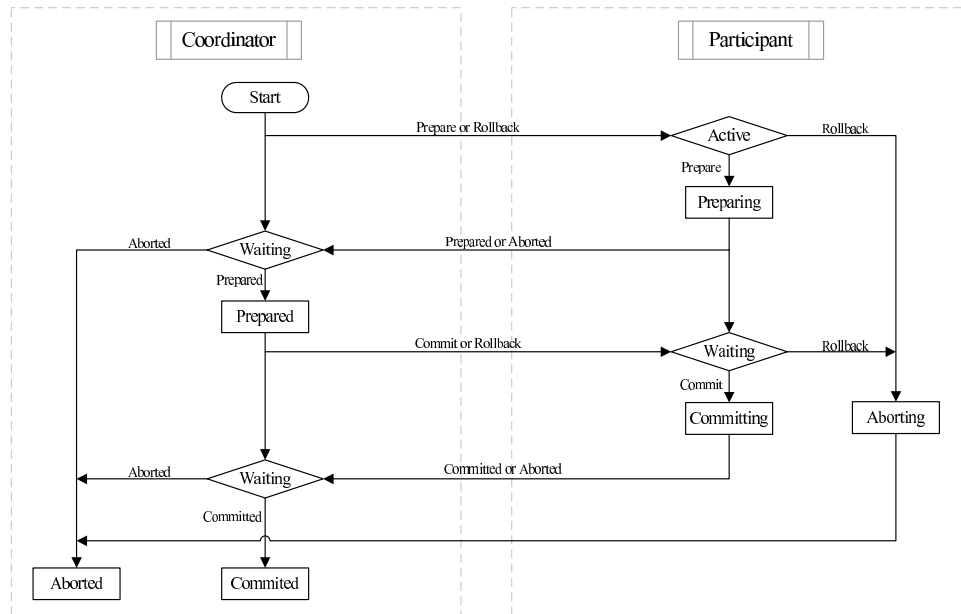 Coordinator
Participant
Start
Prepare or Rollback
Active
Rollback
Prepare
Preparing
Aborted
Waiting
Prepared or Aborted
Prepared
Prepared
Commit or Rollback
Waiting
Rollback
Commit
Committing
Aborting
Aborted
Waiting
Committed or Aborted
Committed
Aborted
Commited